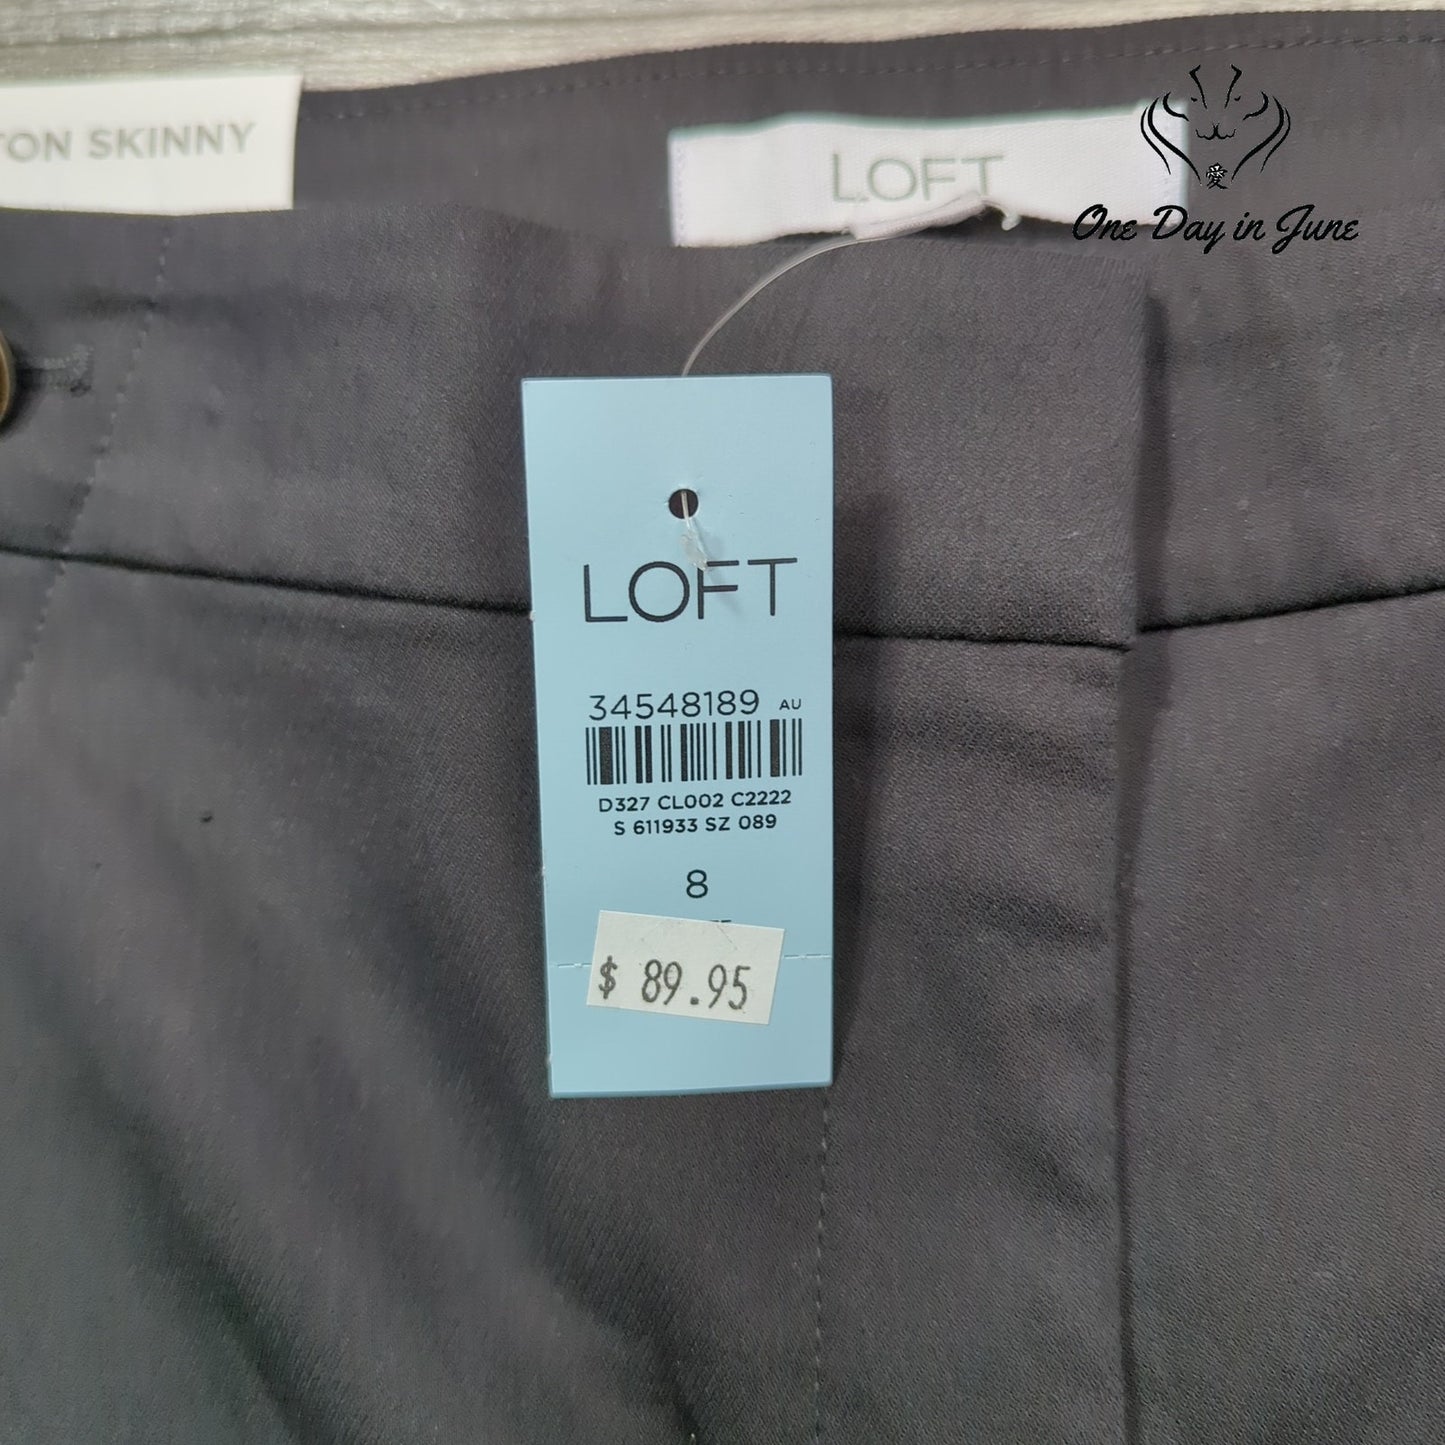 TON SKINNY
LOFT
愛
One Day in June
LOFT
34548189 AU
D327 CL002 C2222
S 611933 SZ 089
8
$ 89.95